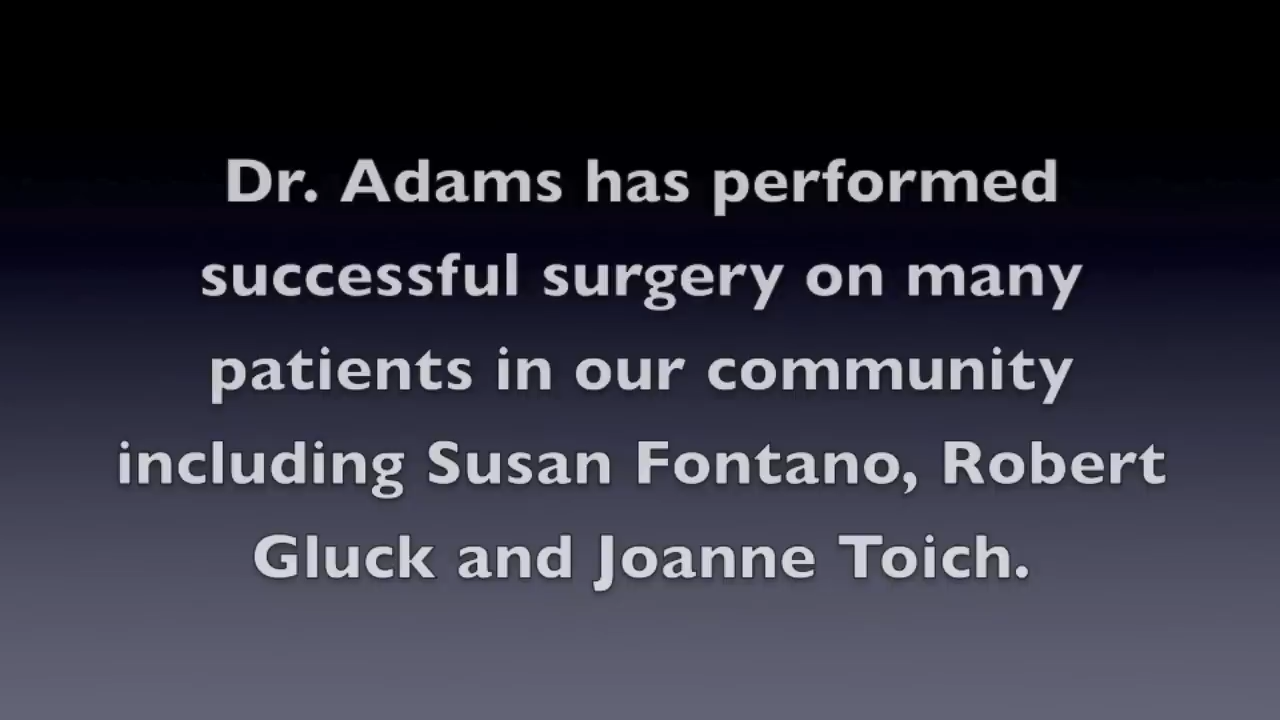 Dr. Adams has performed
successful surgery on many
patients in our community
including Susan Fontano, Robert
Gluck and Joanne Toich.